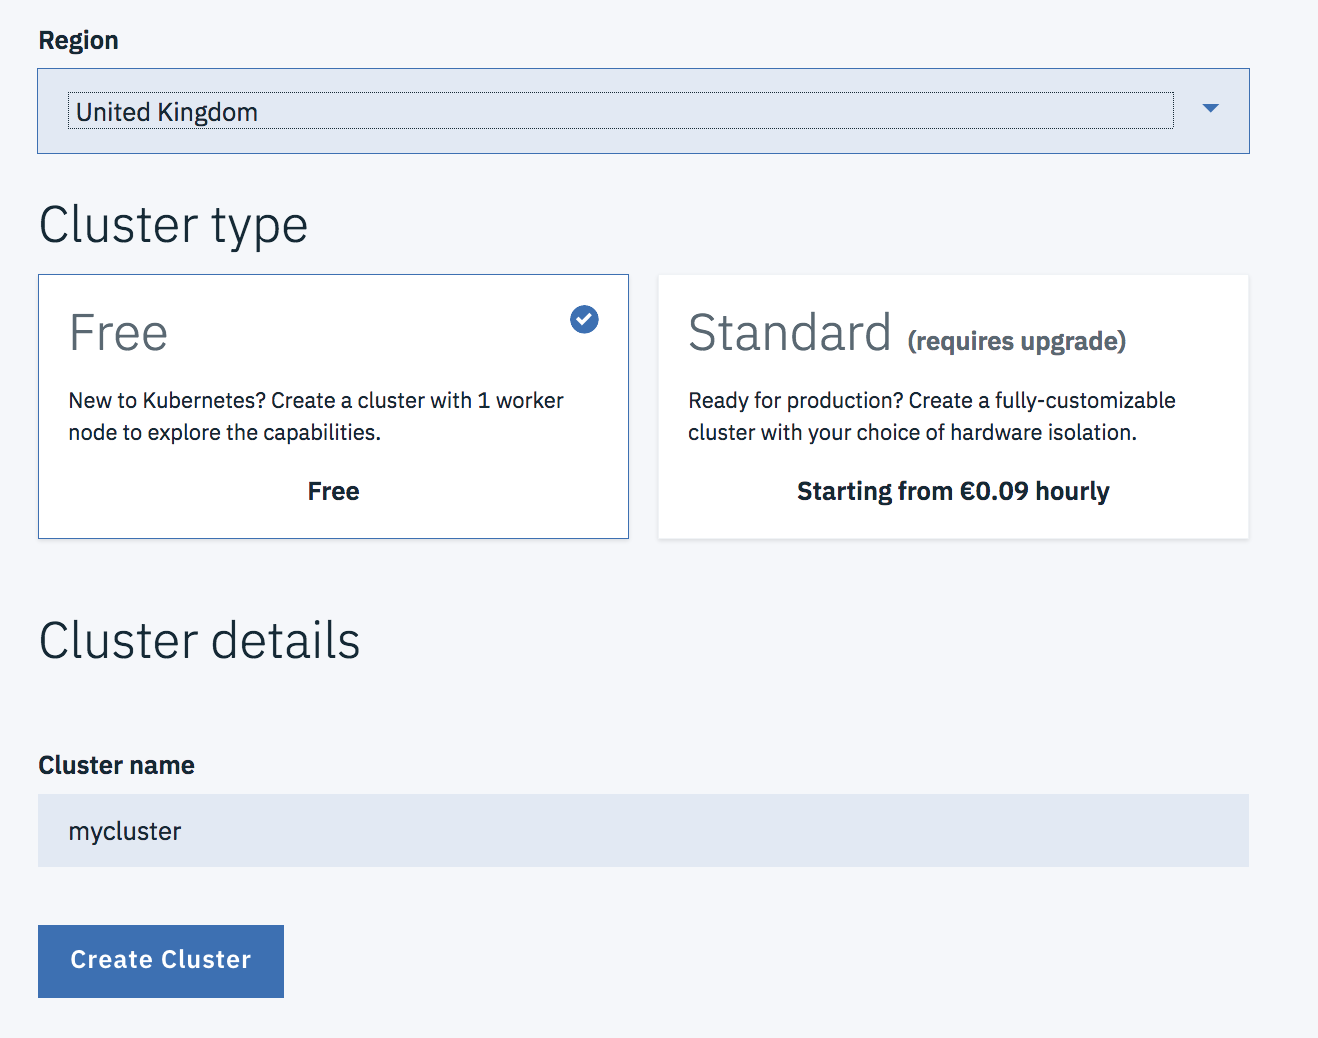 Region
United Kingdom
Cluster type
Free
New to Kubernetes? Create a cluster with 1 worker
node to explore the capabilities.
Free
Standard (requires upgrade)
Ready for production? Create a fully-customizable
cluster with your choice of hardware isolation.
Starting from €0.09 hourly
Cluster details
Cluster name
mycluster
Create Cluster